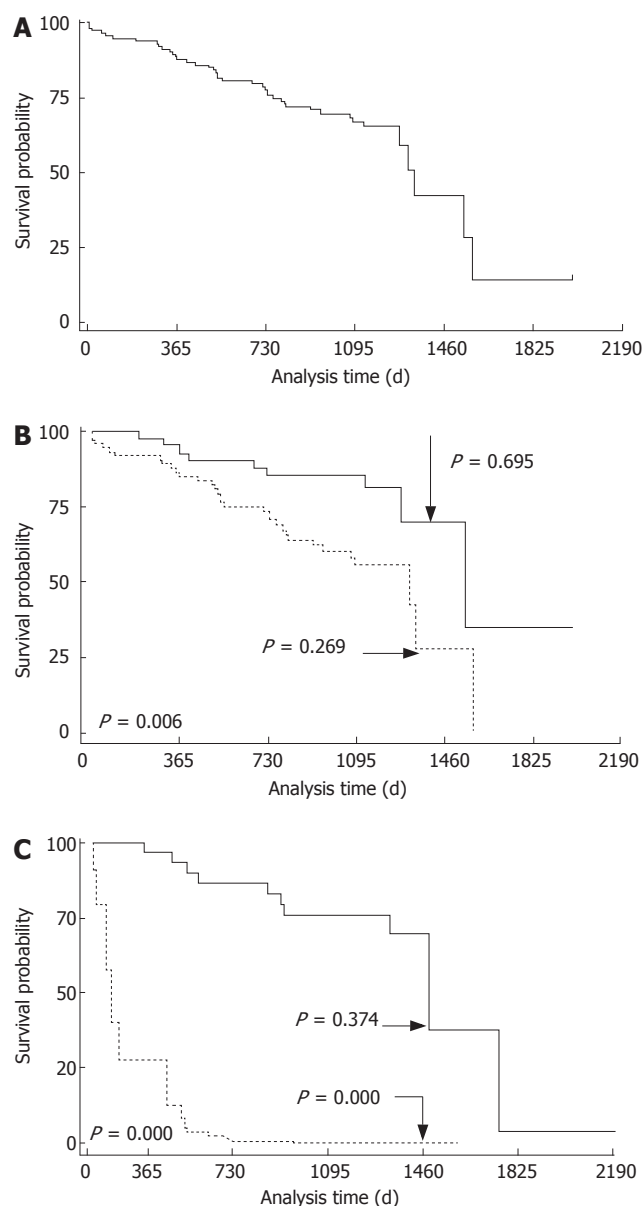 A
100
75
50
25
0
Survival probability
0 365 730 1095 1460 1825 2190
Analysis time (d)
B
100
75
50
25
0
Survival probability
P = 0.695
P = 0.269
P = 0.006
0 365 730 1095 1460 1825 2190
Analysis time (d)
C
100
70
50
20
0
Survival probability
P = 0.374
P = 0.000
P = 0.000
0 365 730 1095 1460 1825 2190
Analysis time (d)